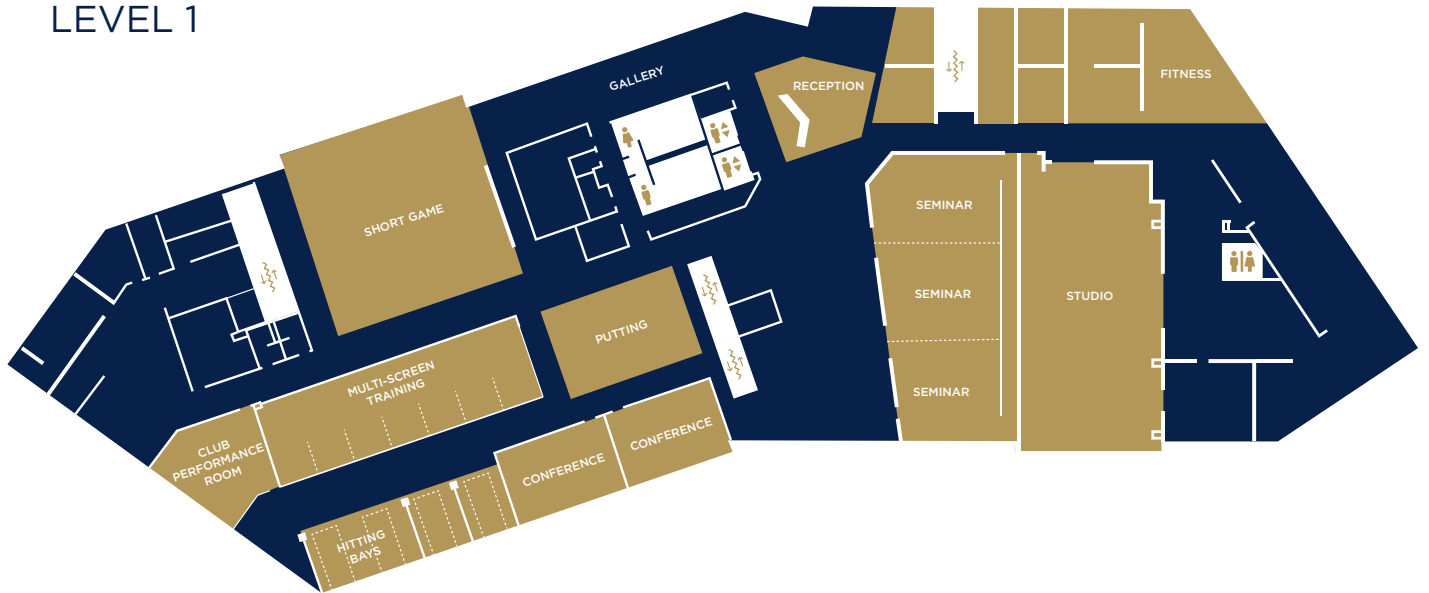 LEVEL 1
GALLERY
RECEPTION
FITNESS
SHORT GAME
SEMINAR
SEMINAR
STUDIO
PUTTING
MULTI-SCREEN
TRAINING
SEMINAR
CLUB
PERFORMANCE
ROOM
CONFERENCE
CONFERENCE
HITTING
BAYS